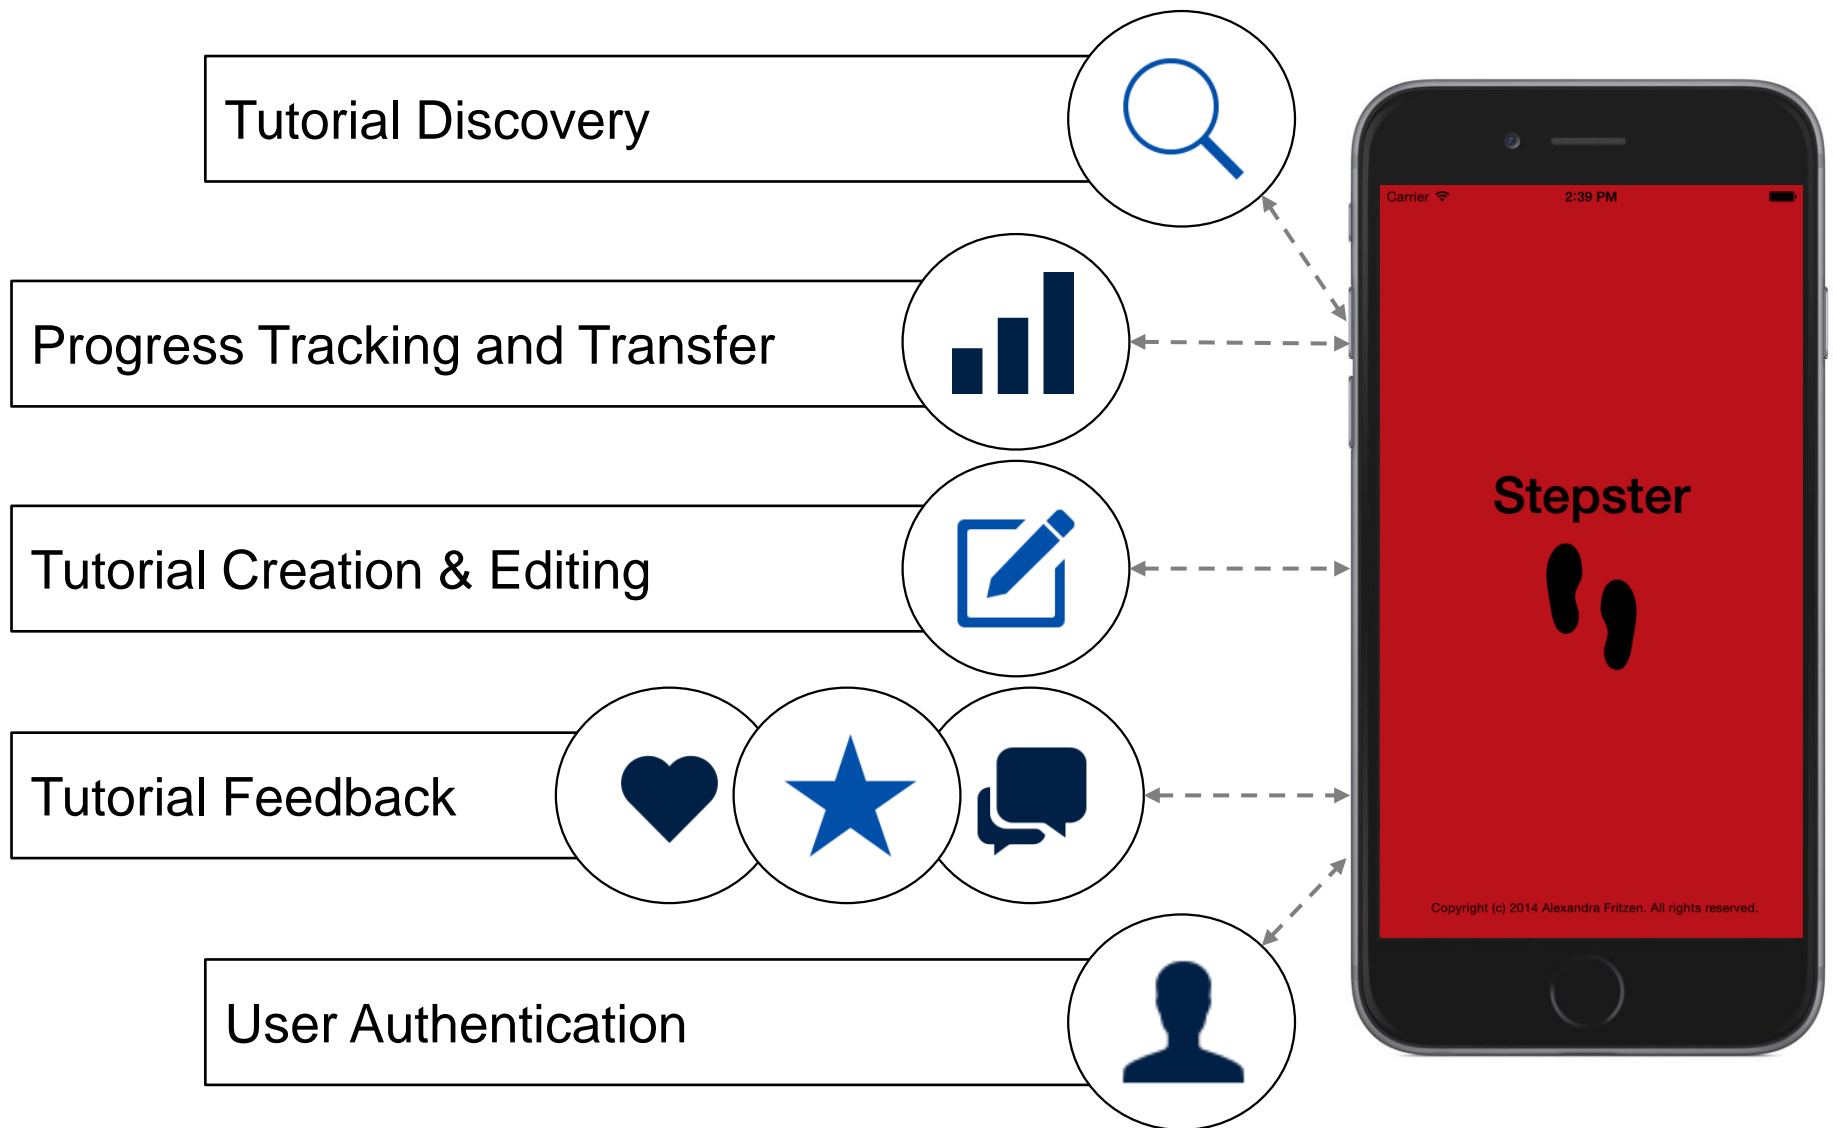 Tutorial Discovery
Progress Tracking and Transfer
Tutorial Creation & Editing
Tutorial Feedback
User Authentication
Carrier 2:39 PM
Stepster
Copyright (c) 2014 Alexandra Fritzen. All rights reserved.